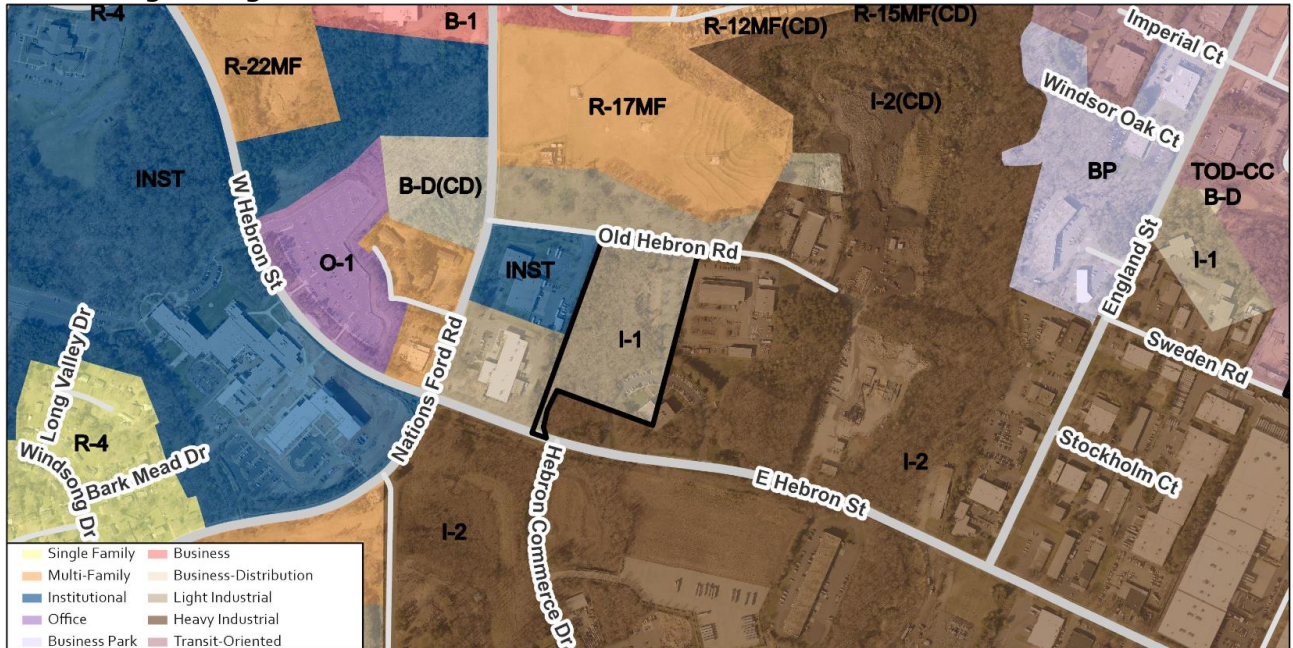 R-4
B-1
R-12MF(CD)
R-15MF(CD)
Imperial Ct
R-22MF
R-17MF
I-2(CD)
Windsor Oak Ct
INST
W Hebron St
B-D(CD)
BP
TOD-CC
B-D
O-1
Old Hebron Rd
INST
England St
I-1
Long Valley Dr
Nations Ford Rd
I-1
Sweden Rd
R-4
Windsong Dr
Bark Mead Dr
Hebron Commerce Dr
E Hebron St
I-2
Stockholm Ct
I-2
Single Family
Business
Multi-Family
Business-Distribution
Institutional
Light Industrial
Office
Heavy Industrial
Business Park
Transit-Oriented